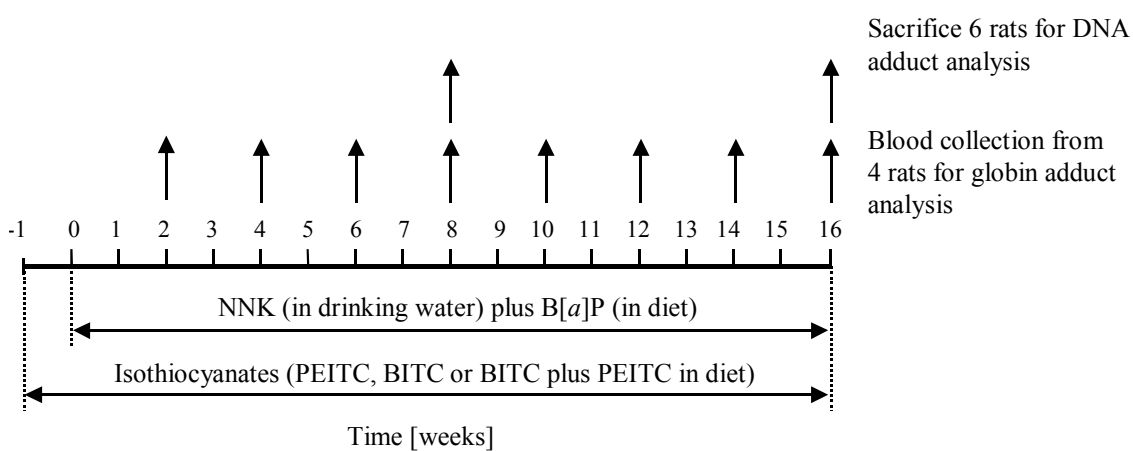 Sacrifice 6 rats for DNA
adduct analysis
Blood collection from
4 rats for globin adduct
analysis
-1 0 1 2 3 4 5 6 7 8 9 10 11 12 13 14 15 16
NNK (in drinking water) plus B[a]P (in diet)
Isothiocyanates (PEITC, BITC or BITC plus PEITC in diet)
Time [weeks]